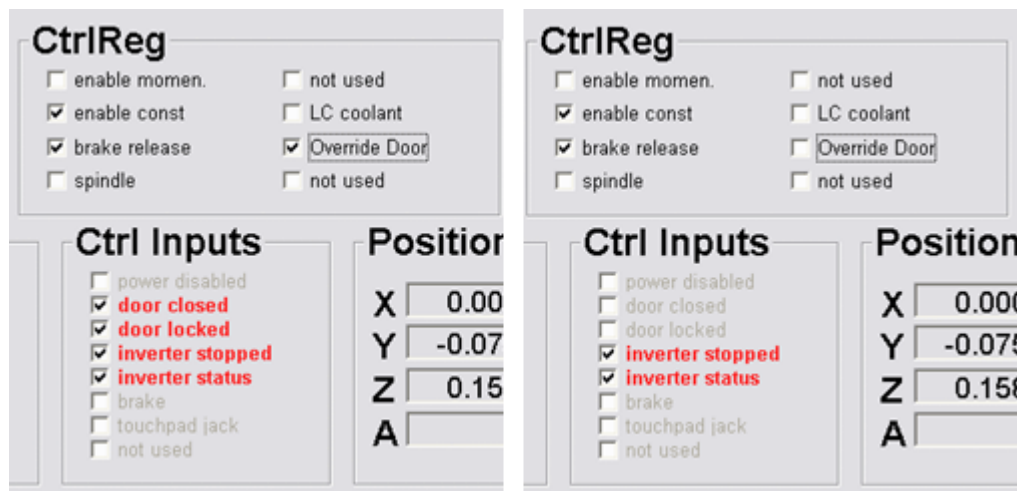 CtrlReg
enable momen. not used
enable const LC coolant
brake release Override Door
spindle not used
Ctrl Inputs
power disabled
door closed
door locked
inverter stopped
inverter status
brake
touchpad jack
not used
Position
X 0.00
Y -0.07
Z 0.15
A
CtrlReg
enable momen. not used
enable const LC coolant
brake release Override Door
spindle not used
Ctrl Inputs
power disabled
door closed
door locked
inverter stopped
inverter status
brake
touchpad jack
not used
Position
X 0.000
Y -0.075
Z 0.158
A